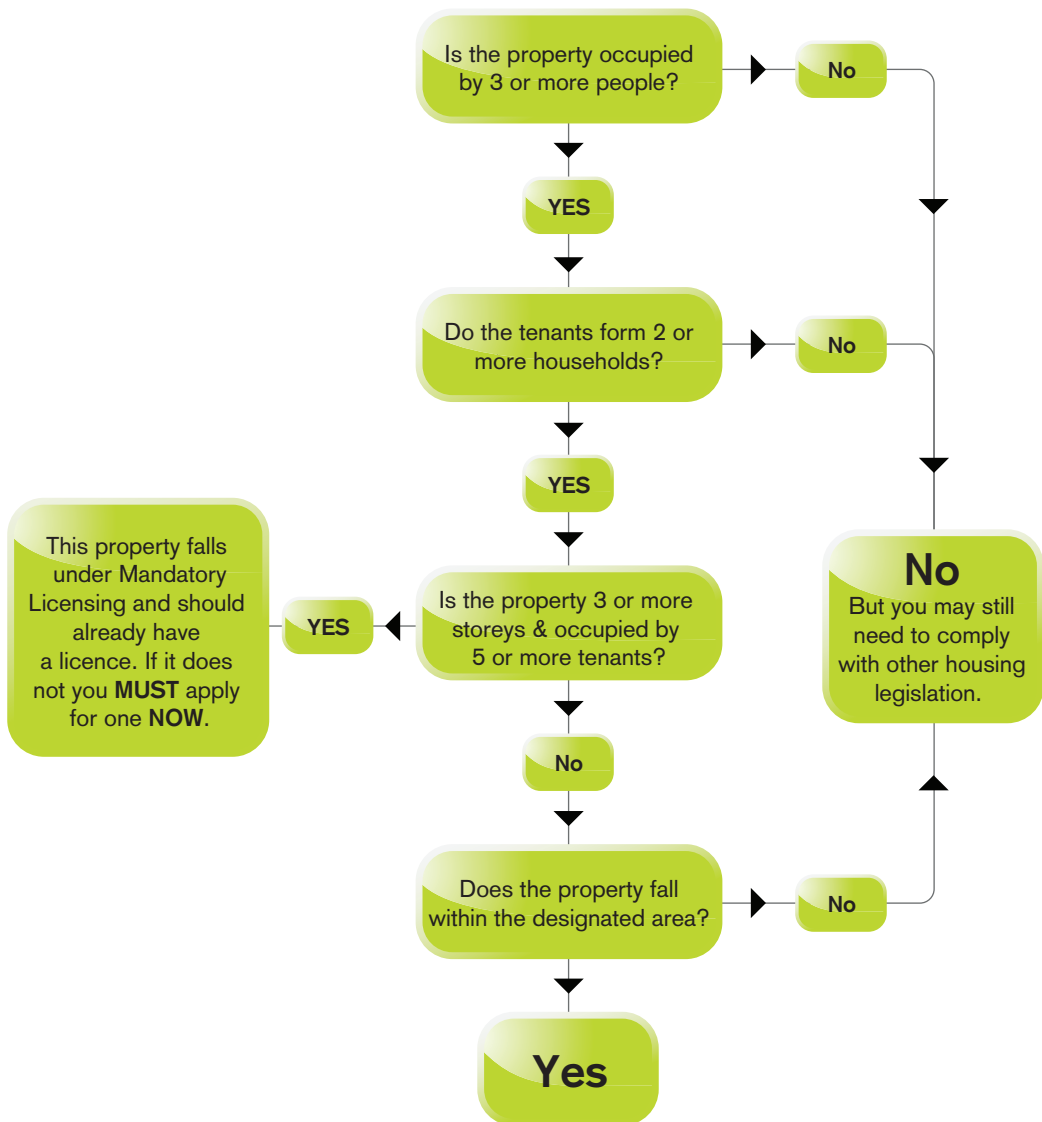 Is the property occupied
by 3 or more people?
No
YES
Do the tenants form 2 or
more households?
No
YES
This property falls
under Mandatory
Licensing and should
already have
a licence. If it does
not you MUST apply
for one NOW.
YES
Is the property 3 or more
storeys & occupied by
5 or more tenants?
No
But you may still
need to comply
with other housing
legislation.
No
Does the property fall
within the designated area?
No
Yes